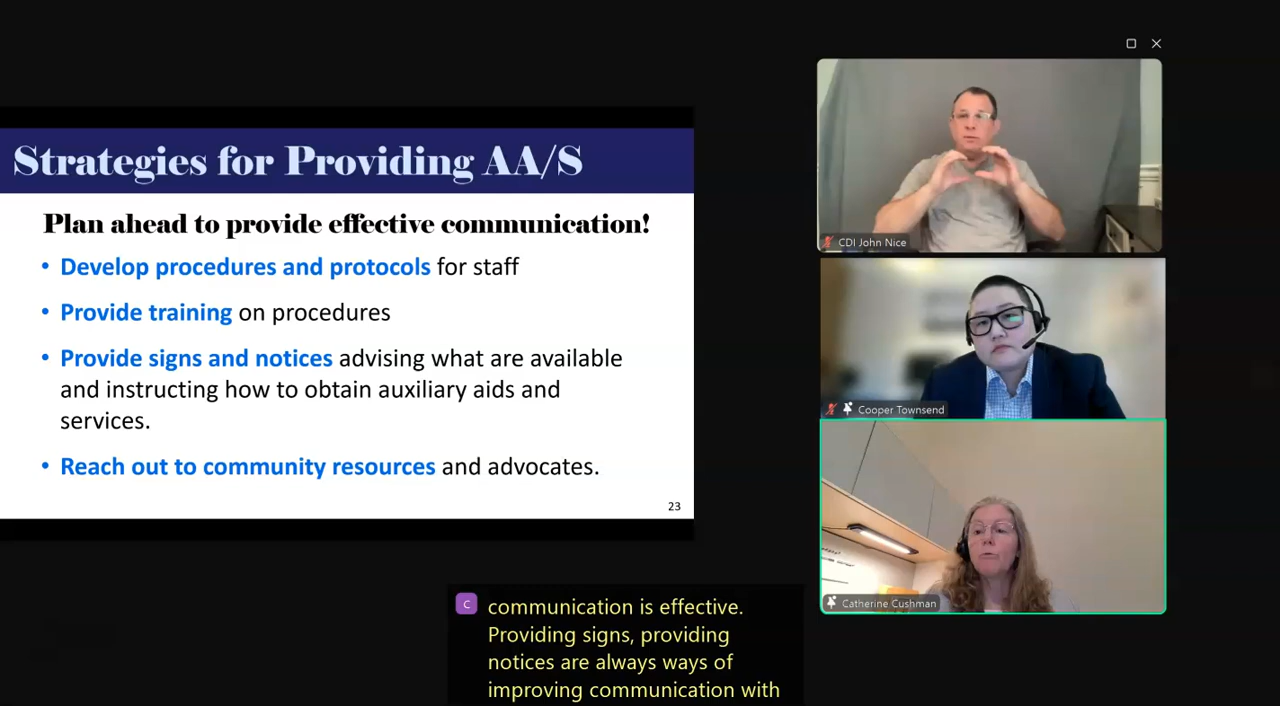 Strategies for Providing AA/S
Plan ahead to provide effective communication!
• Develop procedures and protocols for staff
• Provide training on procedures
• Provide signs and notices advising what are available
and instructing how to obtain auxiliary aids and
services.
• Reach out to community resources and advocates.
23
CDI John Nice
Cooper Townsend
Catherine Cushman
C
communication is effective.
Providing signs, providing
notices are always ways of
improving communication with